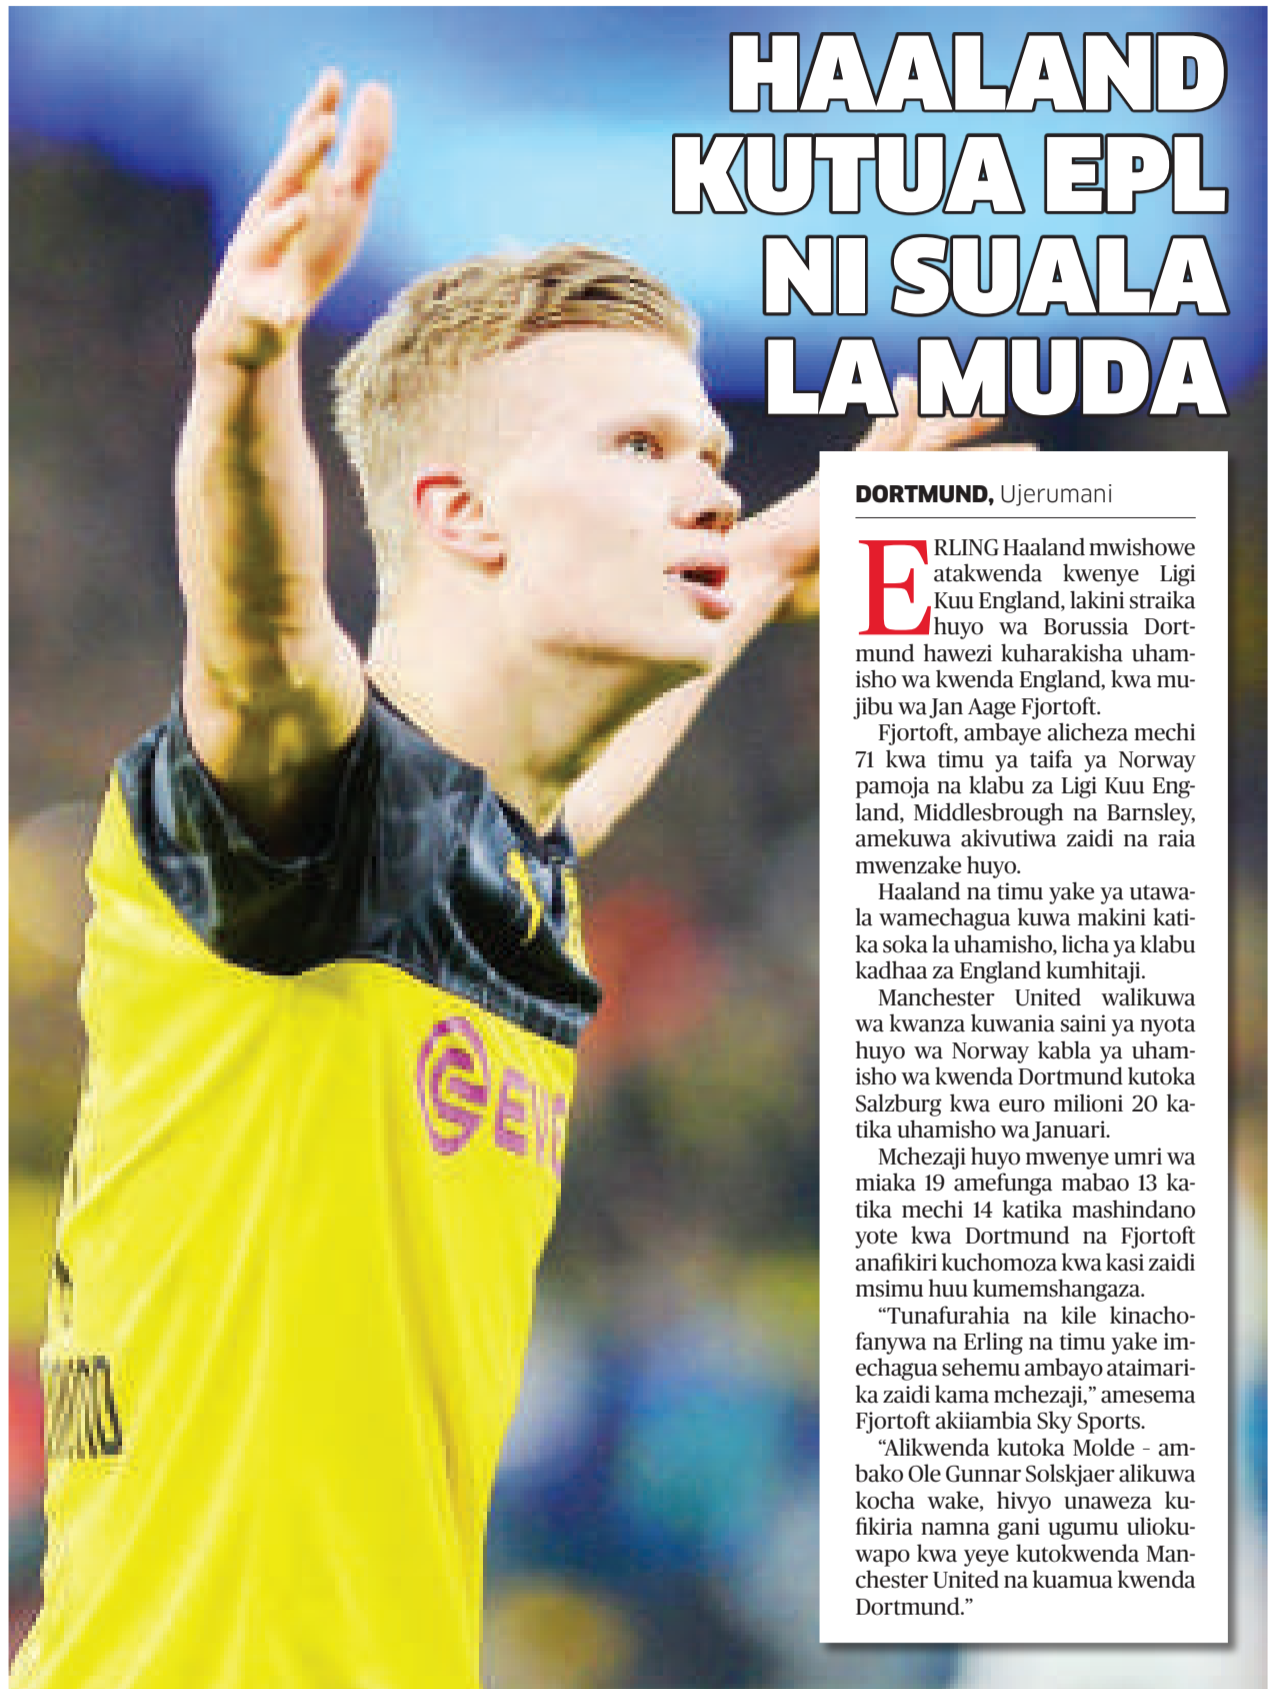 HAALAND
KUTUA EPL
NI SUALA
LA MUDA
DORTMUND, Ujerumani
ERLING Haaland mwishowe
atakwenda kwenye Ligi
Kuu England, lakini straika
huyo wa Borussia Dort-
mund hawezi kuharakisha uham-
isho wa kwenda England, kwa mu-
jibu wa Jan Aage Fjortoft.
Fjortoft, ambaye alicheza mechi
71 kwa timu ya taifa ya Norway
pamoja na klabu za Ligi Kuu Eng-
land, Middlesbrough na Barnsley,
amekuwa akivutiwa zaidi na raia
mwenzake huyo.
Haaland na timu yake ya utawa-
la wamechagua kuwa makini kati-
ka soka la uhamisho, licha ya klabu
kadhaa za England kumhitaji.
Manchester United walikuwa
wa kwanza kuwania saini ya nyota
huyo wa Norway kabla ya uham-
isho wa kwenda Dortmund kutoka
Salzburg kwa euro milioni 20 ka-
tika uhamisho wa Januari.
Mchezaji huyo mwenye umri wa
miaka 19 amefunga mabao 13 ka-
tika mechi 14 katika mashindano
yote kwa Dortmund na Fjortoft
anafikiri kuchomoza kwa kasi zaidi
msimu huu kumemshangaza.
“Tunafurahia na kile kinacho-
fanywa na Erling na timu yake im-
echagua sehemu ambayo ataimari-
ka zaidi kama mchezaji,” amesema
Fjortoft akiiambia Sky Sports.
“Alikwenda kutoka Molde - am-
bako Ole Gunnar Solskjaer alikuwa
kocha wake, hivyo unaweza ku-
fikiria namna gani ugumu ulioku-
wapo kwa yeye kutokwenda Man-
chester United na kuamua kwenda
Dortmund.”